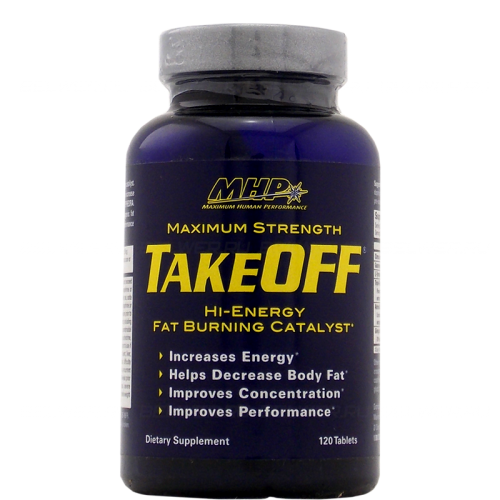 MHP
MAXIMUM HUMAN PERFORMANCE
MAXIMUM STRENGTH
TAKEOFF®
HI-ENERGY
FAT BURNING CATALYST*
Increases Energy*
Helps Decrease Body Fat*
Improves Concentration*
Improves Performance*
Dietary Supplement 120 Tablets